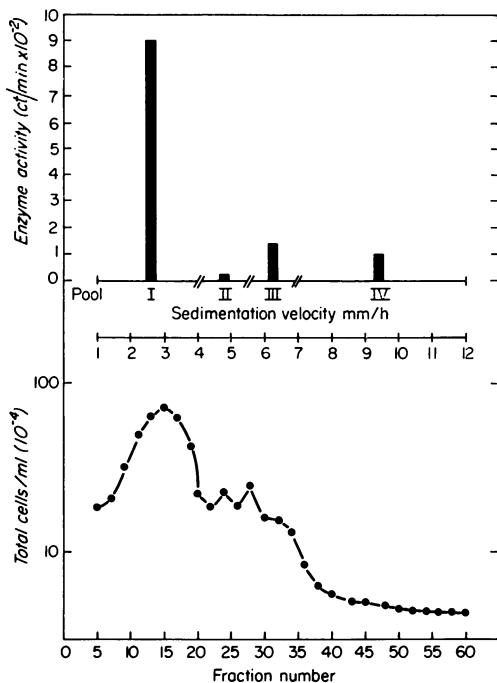 Enzyme activity (ct/min x10⁻²)
10
9
8
7
6
5
4
3
2
1
0
Pool I II III IV
Sedimentation velocity mm/h
1 2 3 4 5 6 7 8 9 10 11 12
Total cells/ml (10⁻⁴)
100
10
0 5 10 15 20 25 30 35 40 45 50 55 60
Fraction number